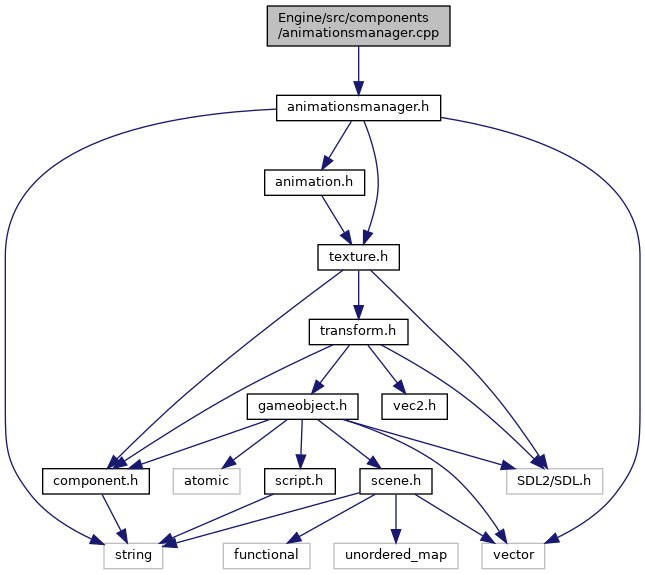 Engine/src/components
/animationsmanager.cpp
animationsmanager.h
animation.h
texture.h
transform.h
gameobject.h
vec2.h
component.h
atomic
script.h
scene.h
SDL2/SDL.h
string
functional
unordered_map
vector